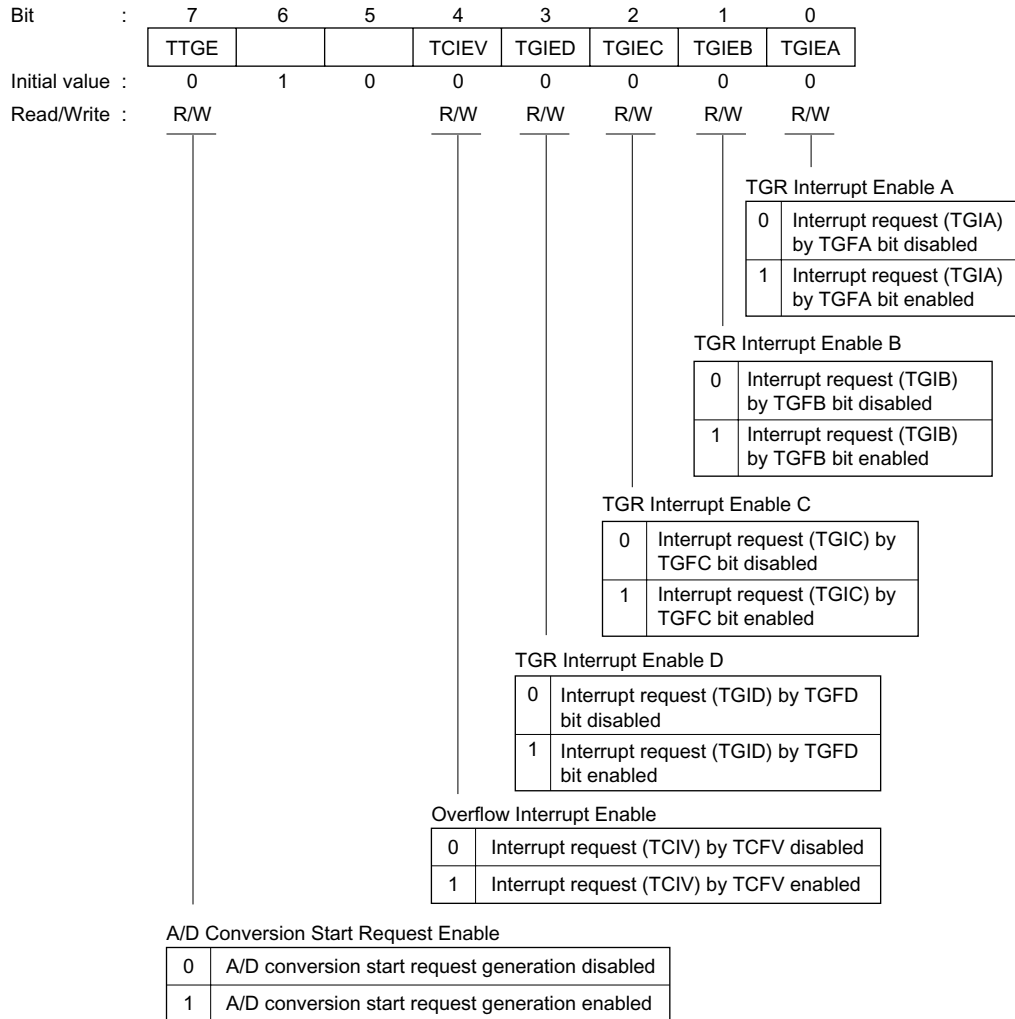 Bit : 7 6 5 4 3 2 1 0
TTGE TCIEV TGIED TGIEC TGIEB TGIEA
Initial value : 0 1 0 0 0 0 0 0
Read/Write : R/W R/W R/W R/W R/W R/W
TGR Interrupt Enable A
0 Interrupt request (TGIA)
by TGFA bit disabled
1 Interrupt request (TGIA)
by TGFA bit enabled
TGR Interrupt Enable B
0 Interrupt request (TGIB)
by TGFB bit disabled
1 Interrupt request (TGIB)
by TGFB bit enabled
TGR Interrupt Enable C
0 Interrupt request (TGIC) by
TGFC bit disabled
1 Interrupt request (TGIC) by
TGFC bit enabled
TGR Interrupt Enable D
0 Interrupt request (TGID) by TGFD
bit disabled
1 Interrupt request (TGID) by TGFD
bit enabled
Overflow Interrupt Enable
0 Interrupt request (TCIV) by TCFV disabled
1 Interrupt request (TCIV) by TCFV enabled
A/D Conversion Start Request Enable
0 A/D conversion start request generation disabled
1 A/D conversion start request generation enabled